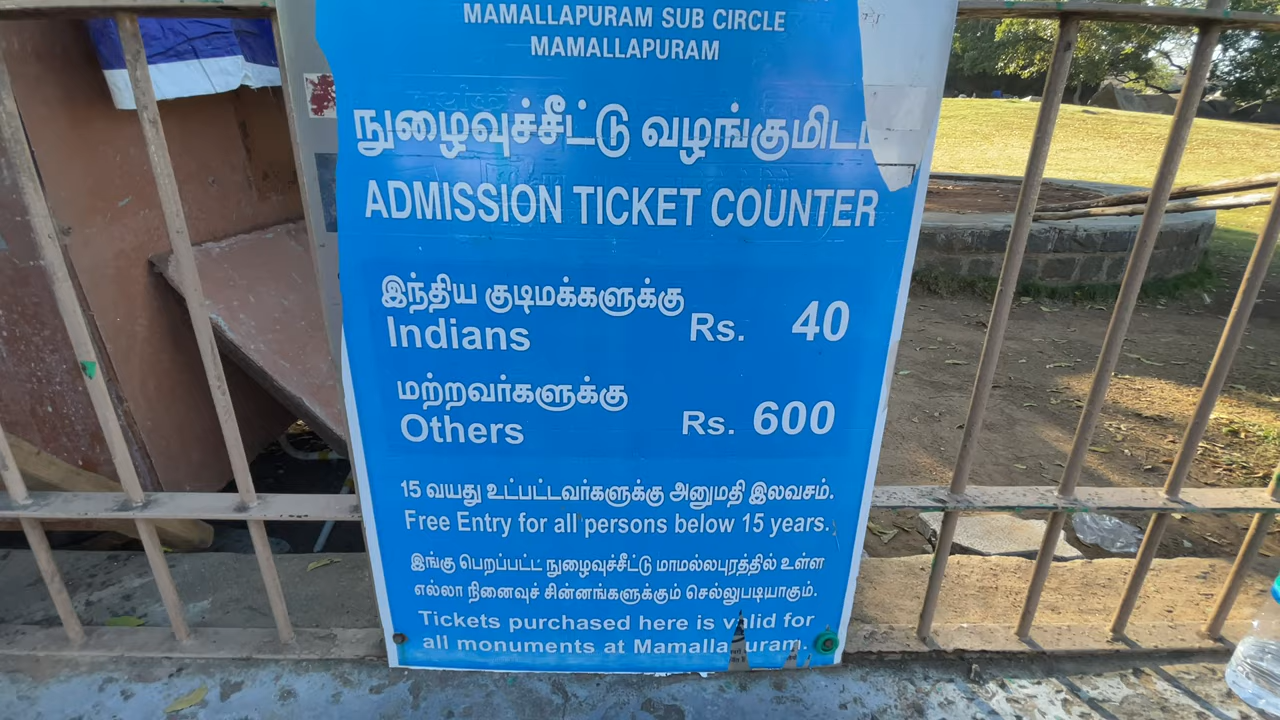 MAMALLAPURAM SUB CIRCLE
MAMALLAPURAM
நுழைவுச்சீட்டு
ADMISSION TICKET COUNTER
இந்திய குடிமக்களுக்கு
Indians Rs. 40
மற்றவர்களுக்கு
Others Rs. 600
15 வயது உட்பட்டவர்களுக்கு அனுமதி இலவசம்.
Free Entry for all persons below 15 years.
இங்கு பெறப்பட்ட நுழைவுச்சீட்டு மாமல்லபுரத்தில் உள்ள
எல்லா நினைவுச் சின்னங்களுக்கும் செல்லுபடியாகும்.
Tickets purchased here is valid for
all monuments at Mamallapuram.